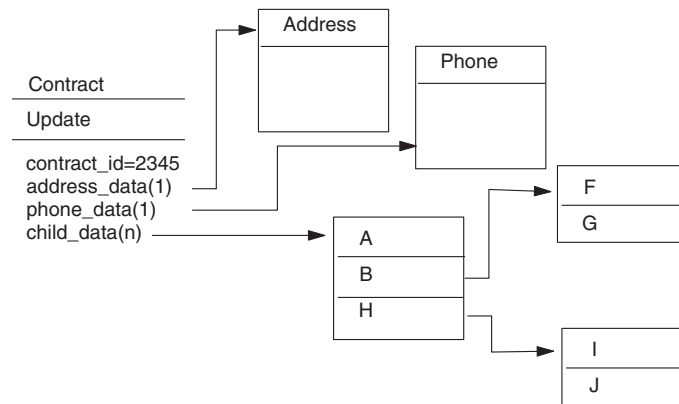 Address
Phone
Contract
Update
contract_id=2345
address_data(1)
phone_data(1)
child_data(n)
A
B
H
F
G
I
J